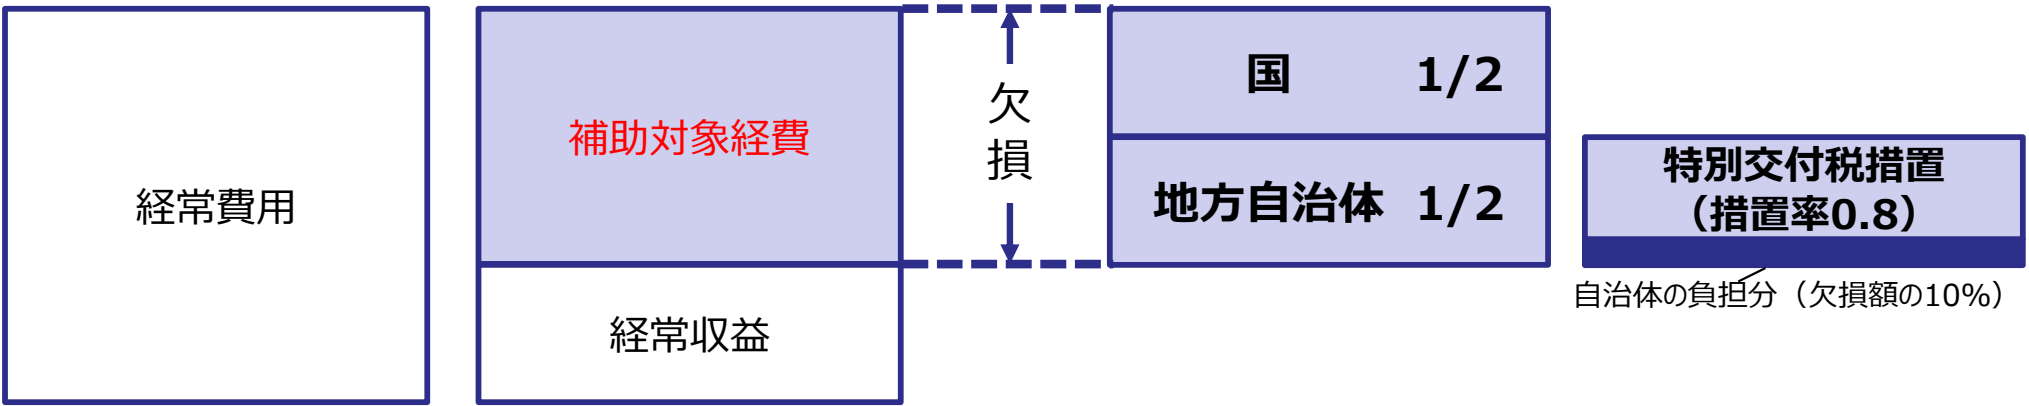 経常費用
補助対象経費
経常収益
欠
損
国 1/2
地方自治体 1/2
特別交付税措置
（措置率0.8）
自治体の負担分（欠損額の10%）